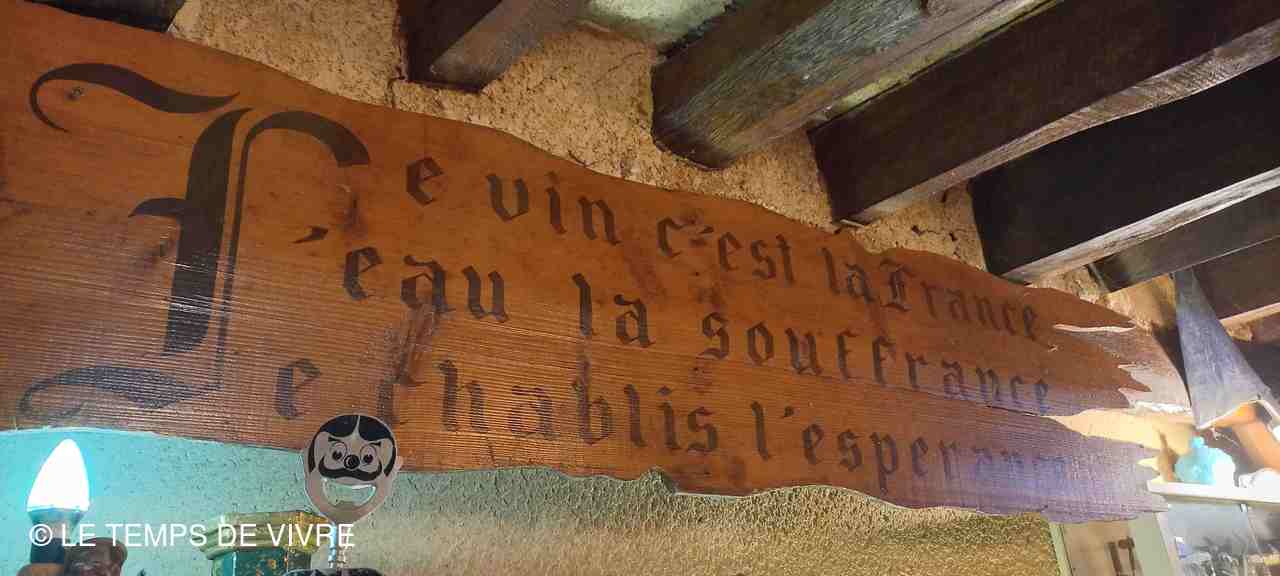 Le vin c'est la France
L'eau la souffrance
Le chablis l'esperance
© LE TEMPS DE VIVRE